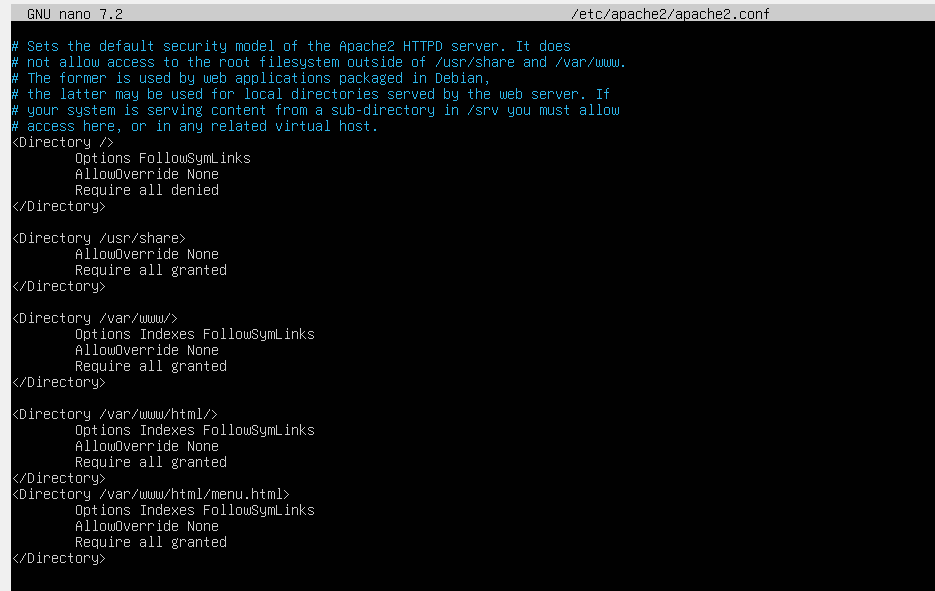 GNU nano 7.2 /etc/apache2/apache2.conf
# Sets the default security model of the Apache2 HTTPD server. It does
# not allow access to the root filesystem outside of /usr/share and /var/www.
# The former is used by web applications packaged in Debian,
# the latter may be used for local directories served by the web server. If
# your system is serving content from a sub-directory in /srv you must allow
# access here, or in any related virtual host.
<Directory />
        Options FollowSymLinks
        AllowOverride None
        Require all denied
</Directory>
<Directory /usr/share>
        AllowOverride None
        Require all granted
</Directory>
<Directory /var/www/>
        Options Indexes FollowSymLinks
        AllowOverride None
        Require all granted
</Directory>
<Directory /var/www/html/>
        Options Indexes FollowSymLinks
        AllowOverride None
        Require all granted
</Directory>
<Directory /var/www/html/menu.html>
        Options Indexes FollowSymLinks
        AllowOverride None
        Require all granted
</Directory>